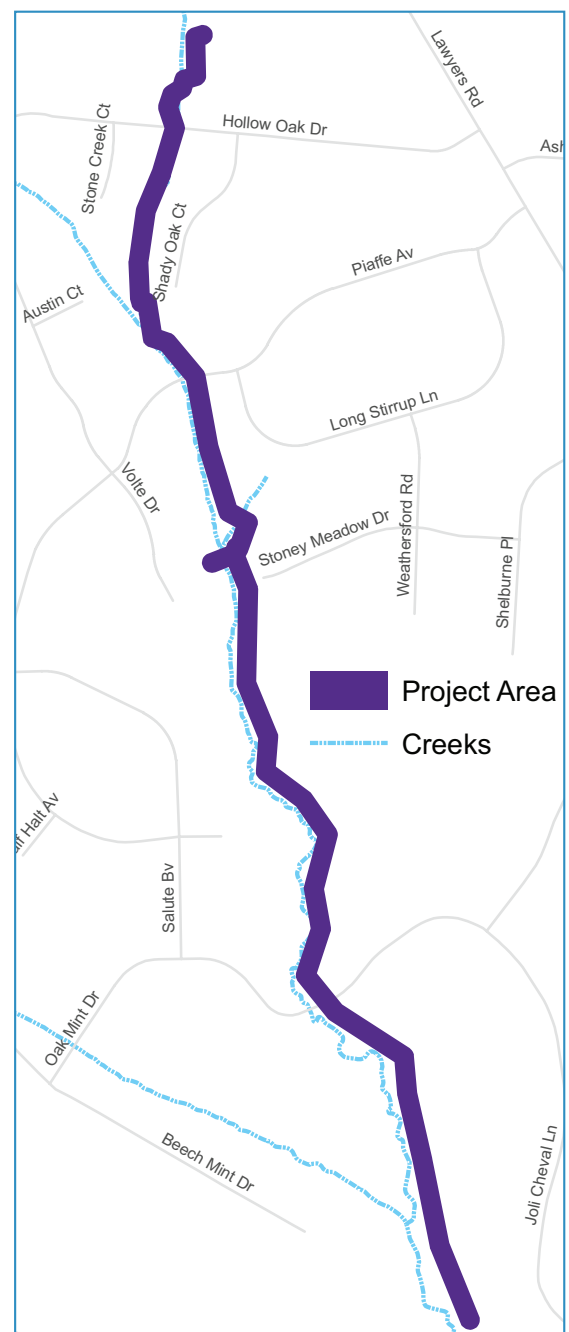 Lawyers Rd
Hollow Oak Dr
Stone Creek Ct
Shady Oak Ct
Piaffe Av
Austin Ct
Long Stirrup Ln
Volte Dr
Stoney Meadow Dr
Weathersford Rd
Shelburne Pl
Project Area
Creeks
Halt Av
Salute Bv
Oak Mint Dr
Beech Mint Dr
Joli Cheval Ln